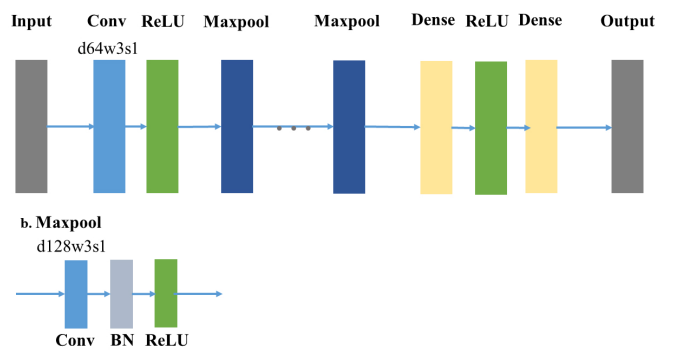 Input Conv ReLU Maxpool Maxpool Dense ReLU Dense Output
d64w3s1
b. Maxpool
d128w3s1
Conv BN ReLU